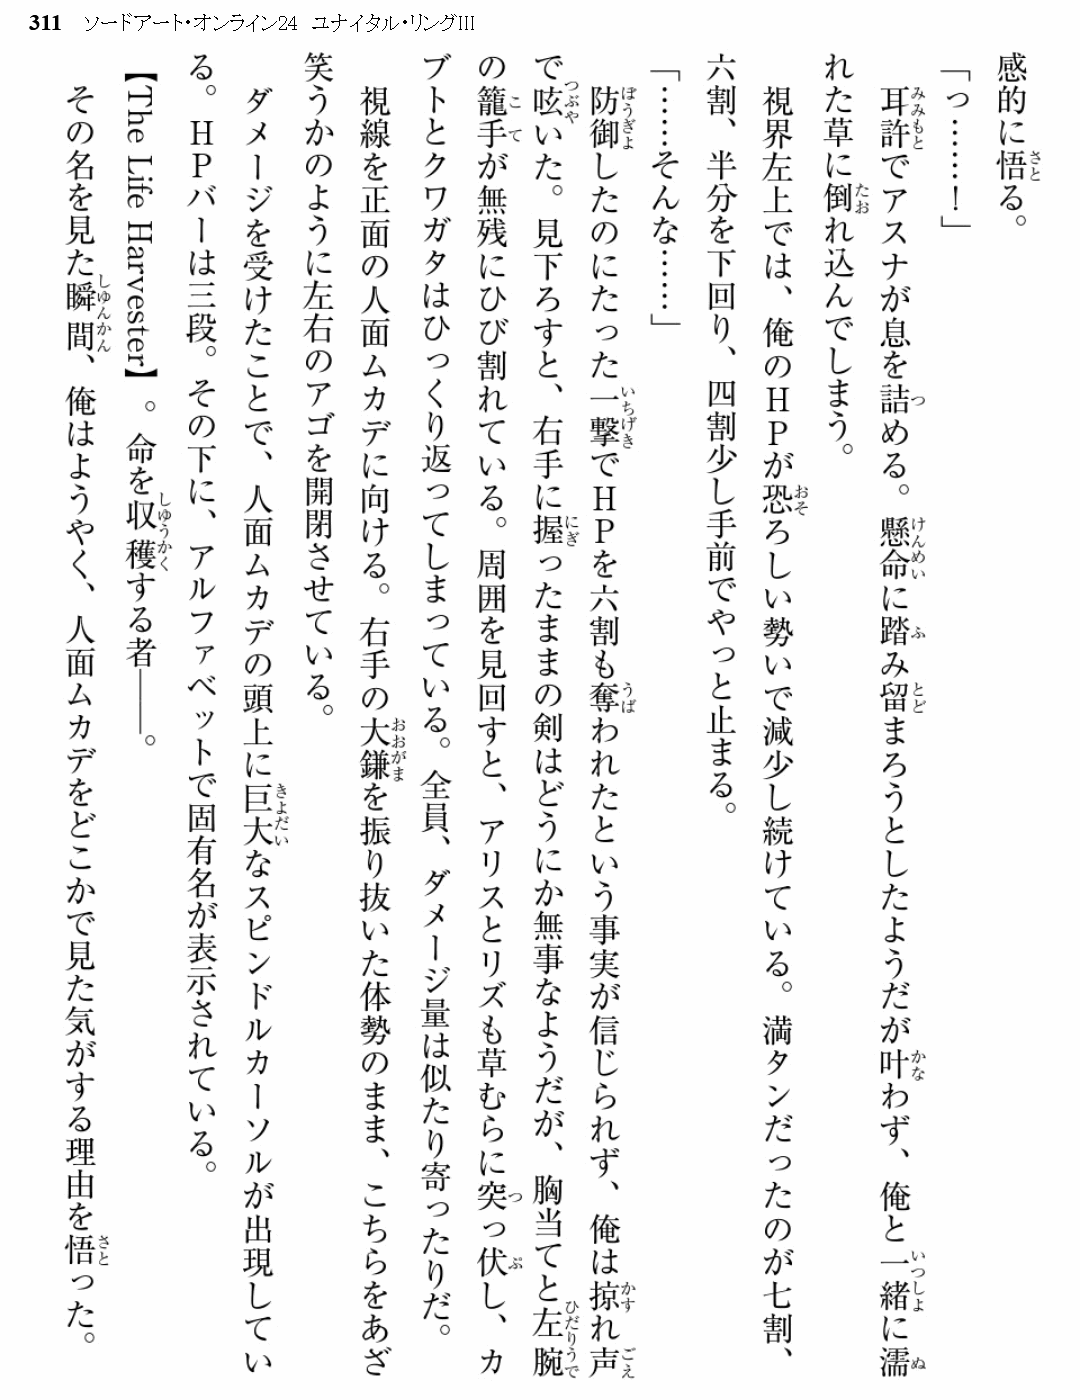 311 ソードアート・オンライン24 ユナイタル・リングIII
感的に悟る。
「っ……！」
耳許でアスナが息を詰める。懸命に踏み留まろうとしたようだが叶わず、俺と一緒に濡
れた草に倒れ込んでしまう。
視界左上では、俺のHPが恐ろしい勢いで減少し続けている。満タンだったのが七割、
六割、半分を下回り、四割少し手前でやっと止まる。
「……そんな……」
防御したのにたった一撃でHPを六割も奪われたという事実が信じられず、俺は掠れ声
で呟いた。見下ろすと、右手に握ったままの剣はどうにか無事なようだが、胸当てと左腕
の籠手が無残にひび割れている。周囲を見回すと、アリスとリズも草むらに突っ伏し、カ
ブトとクワガタはひっくり返ってしまっている。全員、ダメージ量は似たり寄ったりだ。
視線を正面の人面ムカデに向ける。右手の大鎌を振り抜いた体勢のまま、こちらをあざ
笑うかのように左右のアゴを開閉させている。
ダメージを受けたことで、人面ムカデの頭上に巨大なスピンドルカーソルが出現してい
る。HPバーは三段。その下に、アルファベットで固有名が表示されている。
【The Life Harvester】。命を収穫する者――。
その名を見た瞬間、俺はようやく、人面ムカデをどこかで見た気がする理由を悟った。